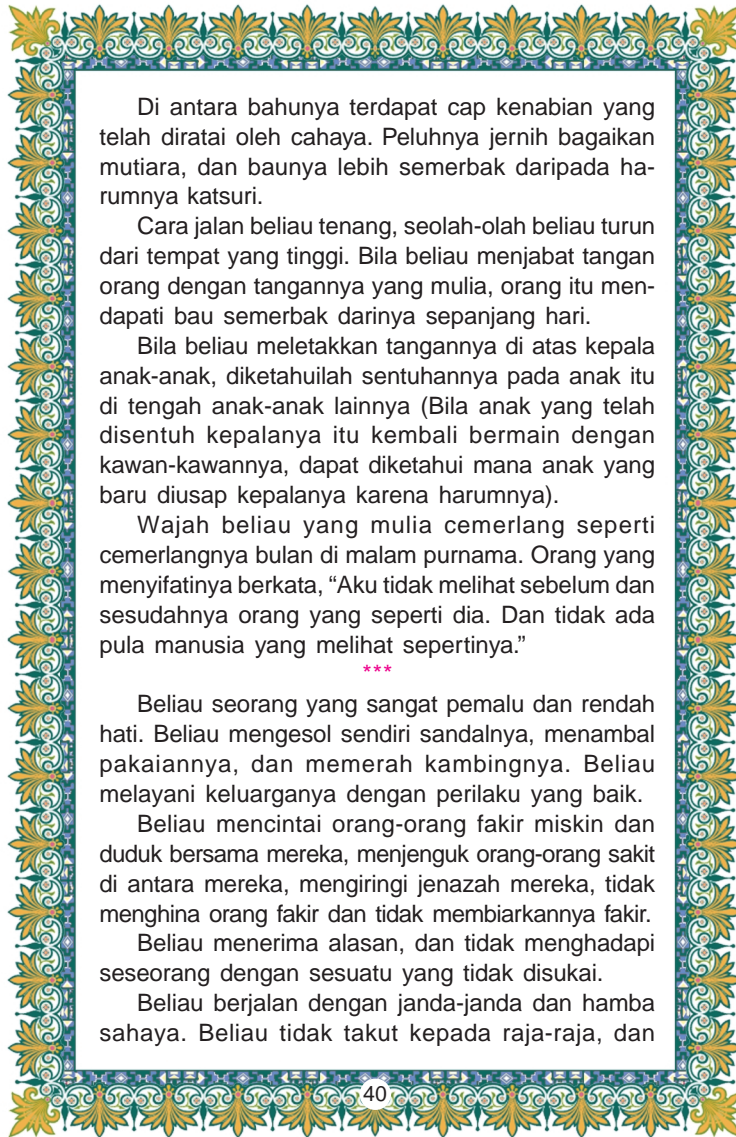 Di antara bahunya terdapat cap kenabian yang
telah diratai oleh cahaya. Peluhnya jernih bagaikan
mutiara, dan baunya lebih semerbak daripada ha-
rumnya katsuri.
Cara jalan beliau tenang, seolah-olah beliau turun
dari tempat yang tinggi. Bila beliau menjabat tangan
orang dengan tangannya yang mulia, orang itu men-
dapati bau semerbak darinya sepanjang hari.
Bila beliau meletakkan tangannya di atas kepala
anak-anak, diketahuilah sentuhannya pada anak itu
di tengah anak-anak lainnya (Bila anak yang telah
disentuh kepalanya itu kembali bermain dengan
kawan-kawannya, dapat diketahui mana anak yang
baru diusap kepalanya karena harumnya).
Wajah beliau yang mulia cemerlang seperti
cemerlangnya bulan di malam purnama. Orang yang
menyifatinya berkata, “Aku tidak melihat sebelum dan
sesudahnya orang yang seperti dia. Dan tidak ada
pula manusia yang melihat sepertinya.”
***
Beliau seorang yang sangat pemalu dan rendah
hati. Beliau mengesol sendiri sandalnya, menambal
pakaiannya, dan memerah kambingnya. Beliau
melayani keluarganya dengan perilaku yang baik.
Beliau mencintai orang-orang fakir miskin dan
duduk bersama mereka, menjenguk orang-orang sakit
di antara mereka, mengiringi jenazah mereka, tidak
menghina orang fakir dan tidak membiarkannya fakir.
Beliau menerima alasan, dan tidak menghadapi
seseorang dengan sesuatu yang tidak disukai.
Beliau berjalan dengan janda-janda dan hamba
sahaya. Beliau tidak takut kepada raja-raja, dan
40